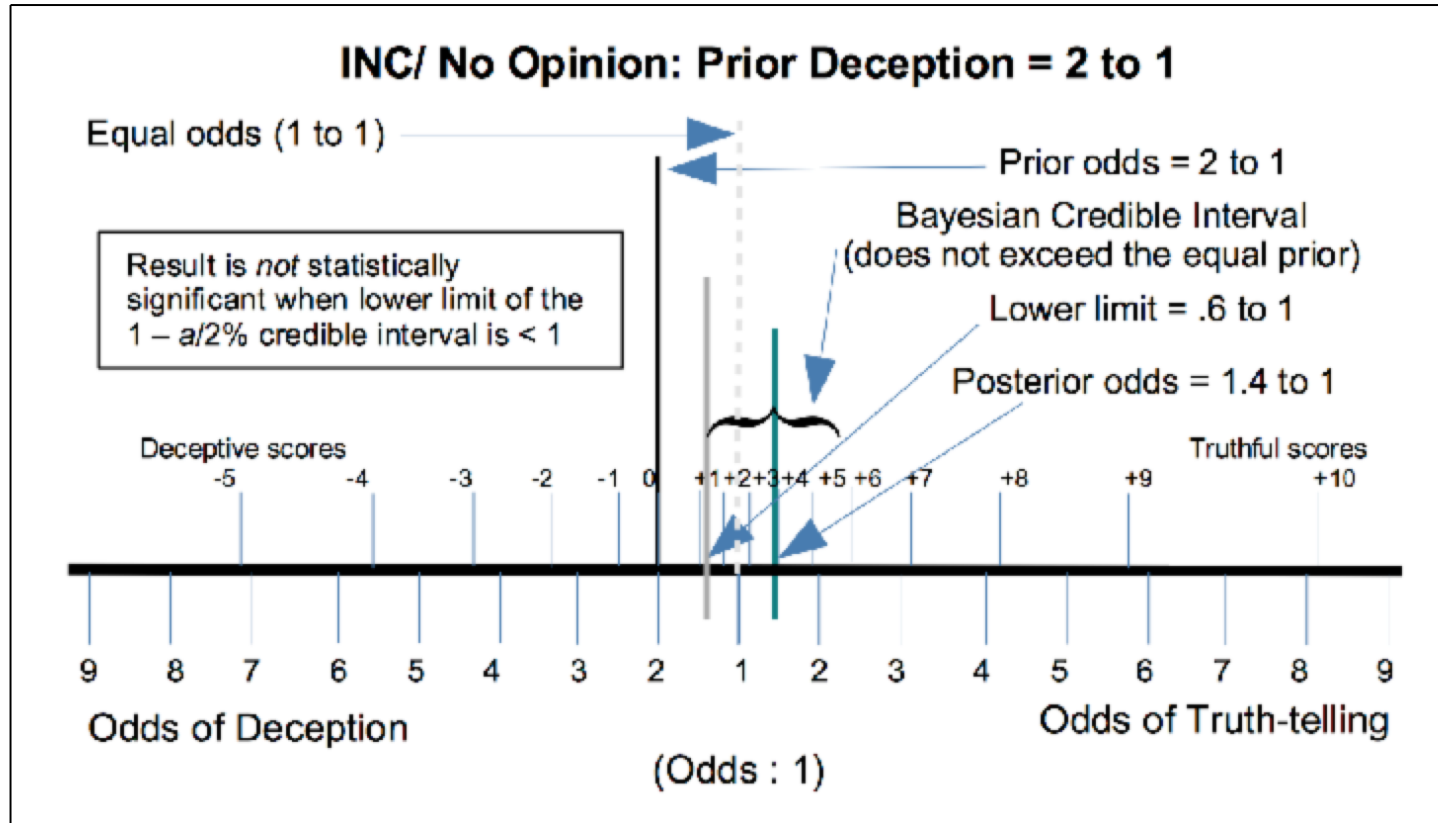 INC/ No Opinion: Prior Deception = 2 to 1
Equal odds (1 to 1)
Prior odds = 2 to 1
Bayesian Credible Interval
(does not exceed the equal prior)
Result is not statistically
significant when lower limit of the
1 – a/2% credible interval is < 1
Lower limit = .6 to 1
Posterior odds = 1.4 to 1
Deceptive scores
Truthful scores
-5 -4 -3 -2 -1 0 +1 +2 +3 +4 +5 +6 +7 +8 +9 +10
9 8 7 6 5 4 3 2 1 2 3 4 5 6 7 8 9
Odds of Deception
Odds of Truth-telling
(Odds : 1)